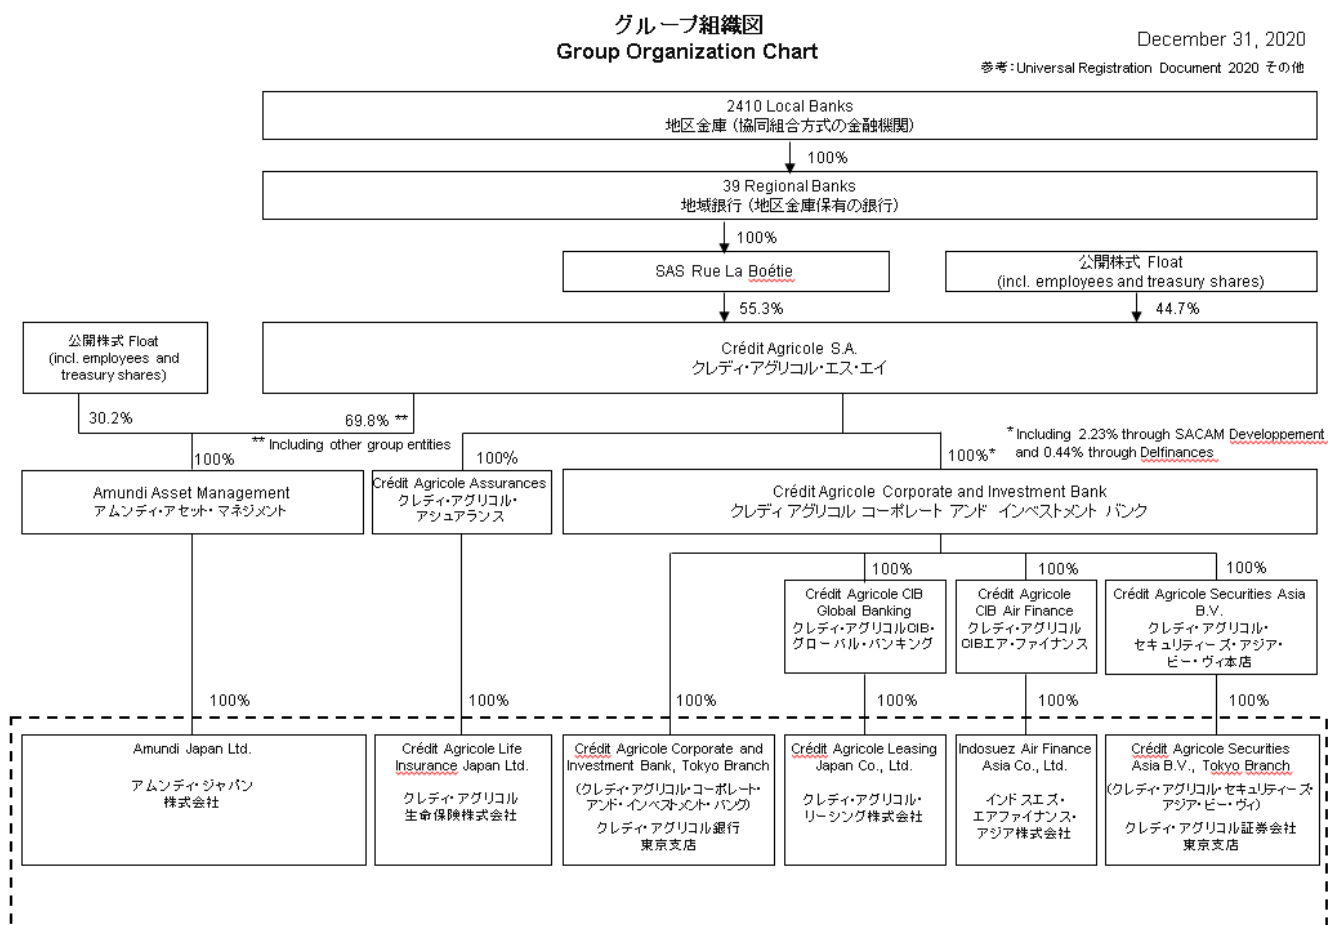 グループ組織図
Group Organization Chart
December 31, 2020
参考：Universal Registration Document 2020 その他
2410 Local Banks
地区金庫（協同組合方式の金融機関）
100%
39 Regional Banks
地域銀行（地区金庫保有の銀行）
100%
SAS Rue La Boétie
公開株式 Float
(incl. employees and treasury shares)
55.3%
44.7%
公開株式 Float
(incl. employees and
treasury shares)
Crédit Agricole S.A.
クレディ・アグリコル・エス・エイ
30.2%
69.8% **
** Including other group entities
* Including 2.23% through SACAM Developpement
and 0.44% through Delfinances
100%
100%
100%*
Amundi Asset Management
アムンディ・アセット・マネジメント
Crédit Agricole Assurances
クレディ・アグリコル・
アシュアランス
Crédit Agricole Corporate and Investment Bank
クレディ アグリコル コーポレート アンド インベストメント バンク
100%
100%
100%
Crédit Agricole CIB
Global Banking
クレディ・アグリコルCIB・
グローバル・バンキング
Crédit Agricole
CIB Air Finance
クレディ・アグリコル
CIBエア・ファイナンス
Crédit Agricole Securities Asia
B.V.
クレディ・アグリコル・
セキュリティーズ・アジア・
ビー・ヴィ本店
100%
100%
100%
100%
100%
100%
Amundi Japan Ltd.
アムンディ・ジャパン
株式会社
Crédit Agricole Life
Insurance Japan Ltd.
クレディ・アグリコル
生命保険株式会社
Crédit Agricole Corporate and
Investment Bank, Tokyo Branch
（クレディ・アグリコル・コーポレート・
アンド・インベストメント・バンク）
クレディ・アグリコル銀行
東京支店
Crédit Agricole Leasing
Japan Co., Ltd.
クレディ・アグリコル・
リーシング株式会社
Indosuez Air Finance
Asia Co., Ltd.
インドスエズ・
エアファイナンス・
アジア株式会社
Crédit Agricole Securities
Asia B.V., Tokyo Branch
（クレディ・アグリコル・セキュリティーズ・
アジア・ビー・ヴィ）
クレディ・アグリコル証券会社
東京支店